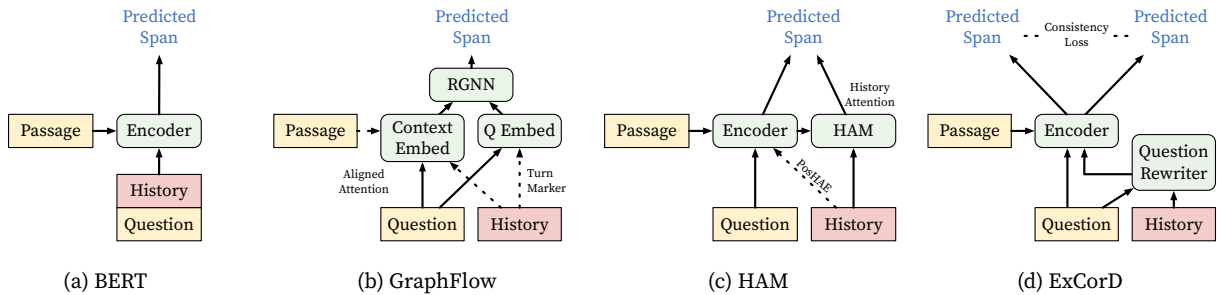 Predicted
Span
Passage
Encoder
History
Question
(a) BERT
Predicted
Span
RGNN
Passage
Context
Embed
Q Embed
Aligned
Attention
Turn
Marker
Question
History
(b) GraphFlow
Predicted
Span
History
Attention
Passage
Encoder
HAM
PosHAE
Question
History
(c) HAM
Predicted
Span
Consistency
Loss
Predicted
Span
Passage
Encoder
Question
Rewriter
Question
History
(d) ExCorD